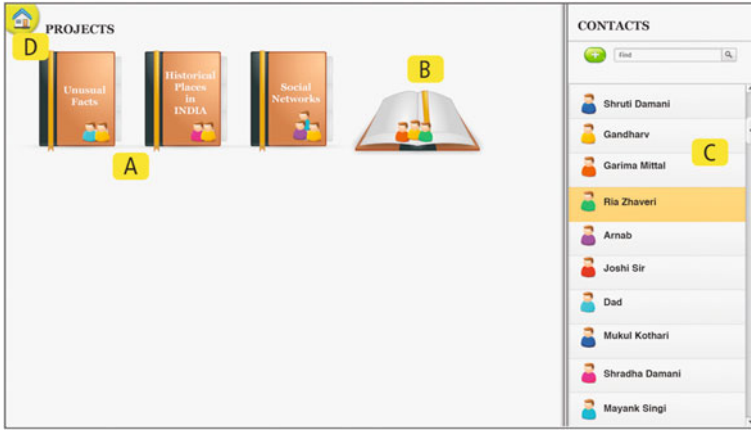 PROJECTS
D
Unusual
Facts
Historical
Places
in
INDIA
Social
Networks
B
A
CONTACTS
Find
Shruti Damani
Gandharv
C
Garima Mittal
Ria Zhaveri
Arnab
Joshi Sir
Dad
Mukul Kothari
Shradha Damani
Mayank Singi